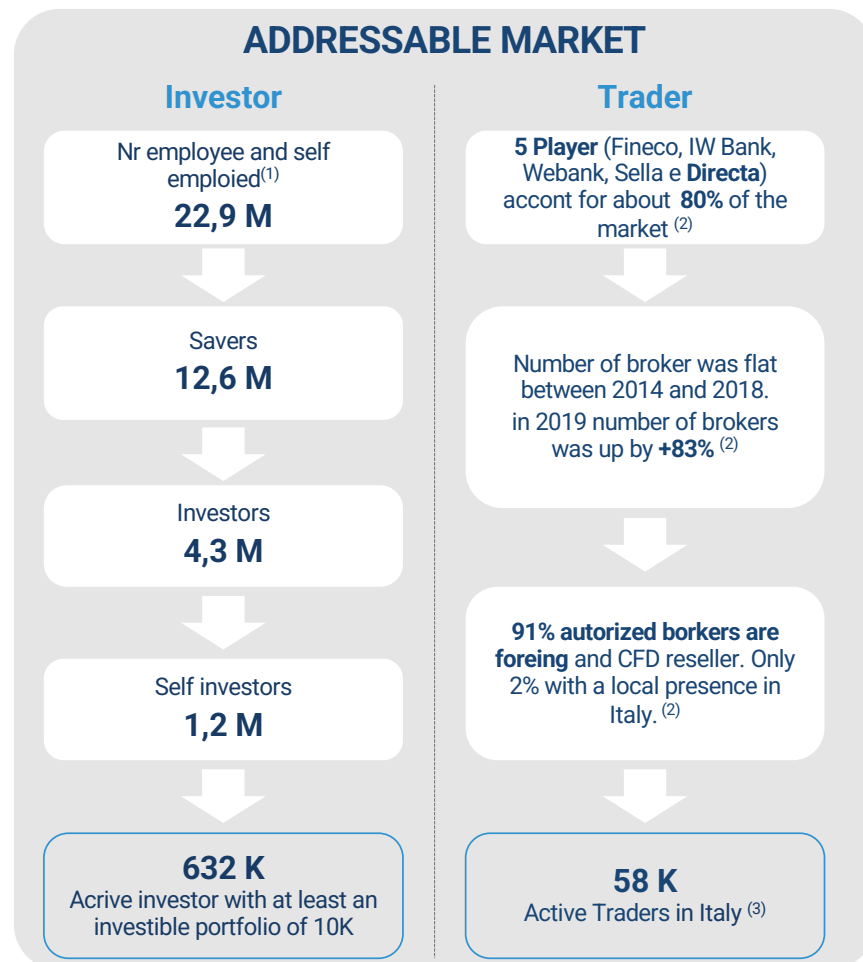 ADDRESSABLE MARKET
Investor
Nr employee and self
emploied(1)
22,9 M
Savers
12,6 M
Investors
4,3 M
Self investors
1,2 M
632 K
Acrive investor with at least an
investible portfolio of 10K
Trader
5 Player (Fineco, IW Bank,
Webank, Sella e Directa)
accont for about 80% of the
market (2)
Number of broker was flat
between 2014 and 2018.
in 2019 number of brokers
was up by +83% (2)
91% autorized borkers are
foreing and CFD reseller. Only
2% with a local presence in
Italy. (2)
58 K
Active Traders in Italy (3)